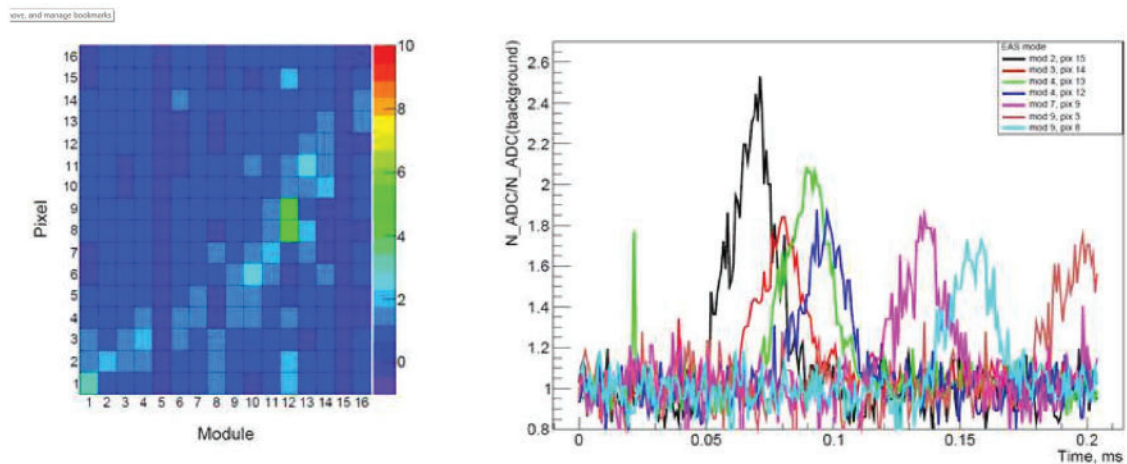 ove, and manage bookmarks
16
15
14
13
12
11
10
9
8
7
6
5
4
3
2
1
Pixel
1 2 3 4 5 6 7 8 9 10 11 12 13 14 15 16
Module
10
8
6
4
2
0
N_ADC/N_ADC(background)
2.6
2.4
2.2
2
1.8
1.6
1.4
1.2
1
0.8
EAS mode
mod 2, pix 15
mod 3, pix 14
mod 4, pix 13
mod 4, pix 12
mod 7, pix 9
mod 9, pix 3
mod 9, pix 8
0 0.05 0.1 0.15 0.2
Time, ms